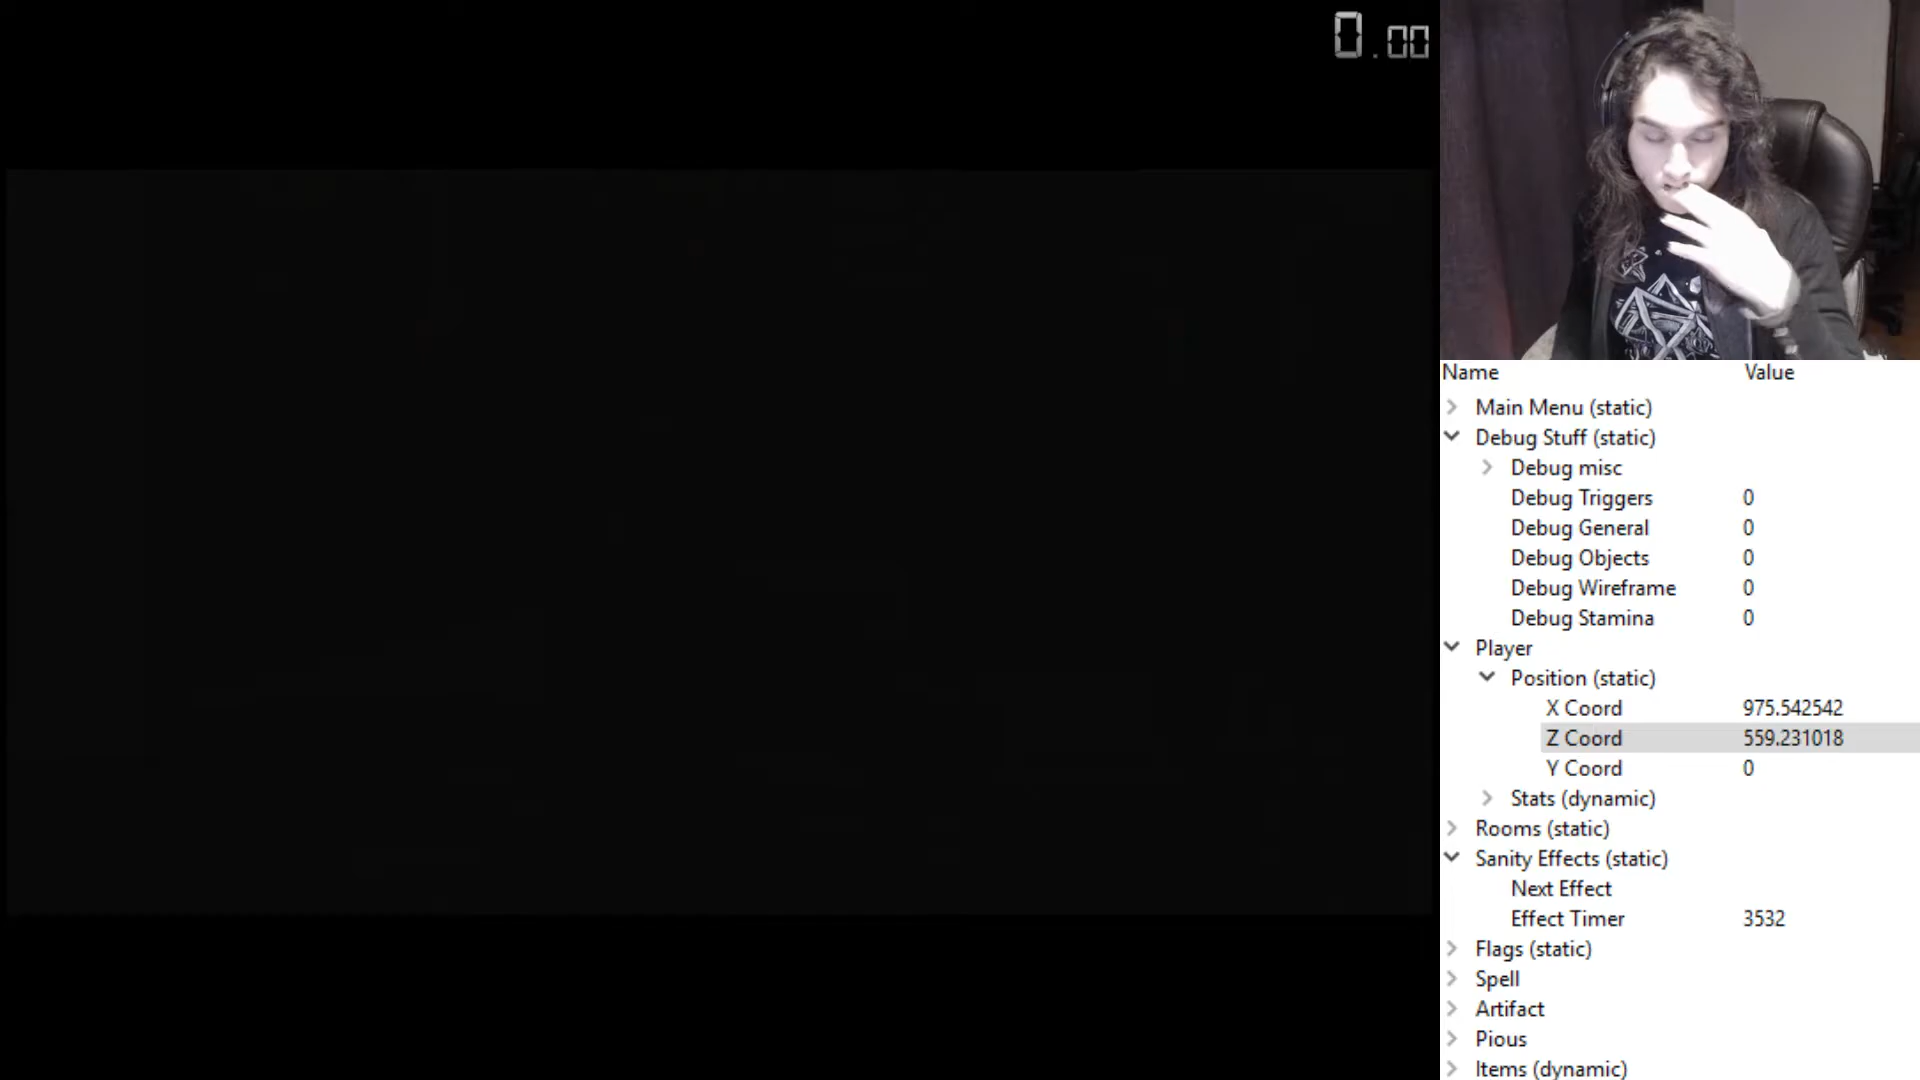 0.00
Name Value
Main Menu (static)
Debug Stuff (static)
Debug misc
Debug Triggers 0
Debug General 0
Debug Objects 0
Debug Wireframe 0
Debug Stamina 0
Player
Position (static)
X Coord 975.542542
Z Coord 559.231018
Y Coord 0
Stats (dynamic)
Rooms (static)
Sanity Effects (static)
Next Effect
Effect Timer 3532
Flags (static)
Spell
Artifact
Pious
Items (dynamic)